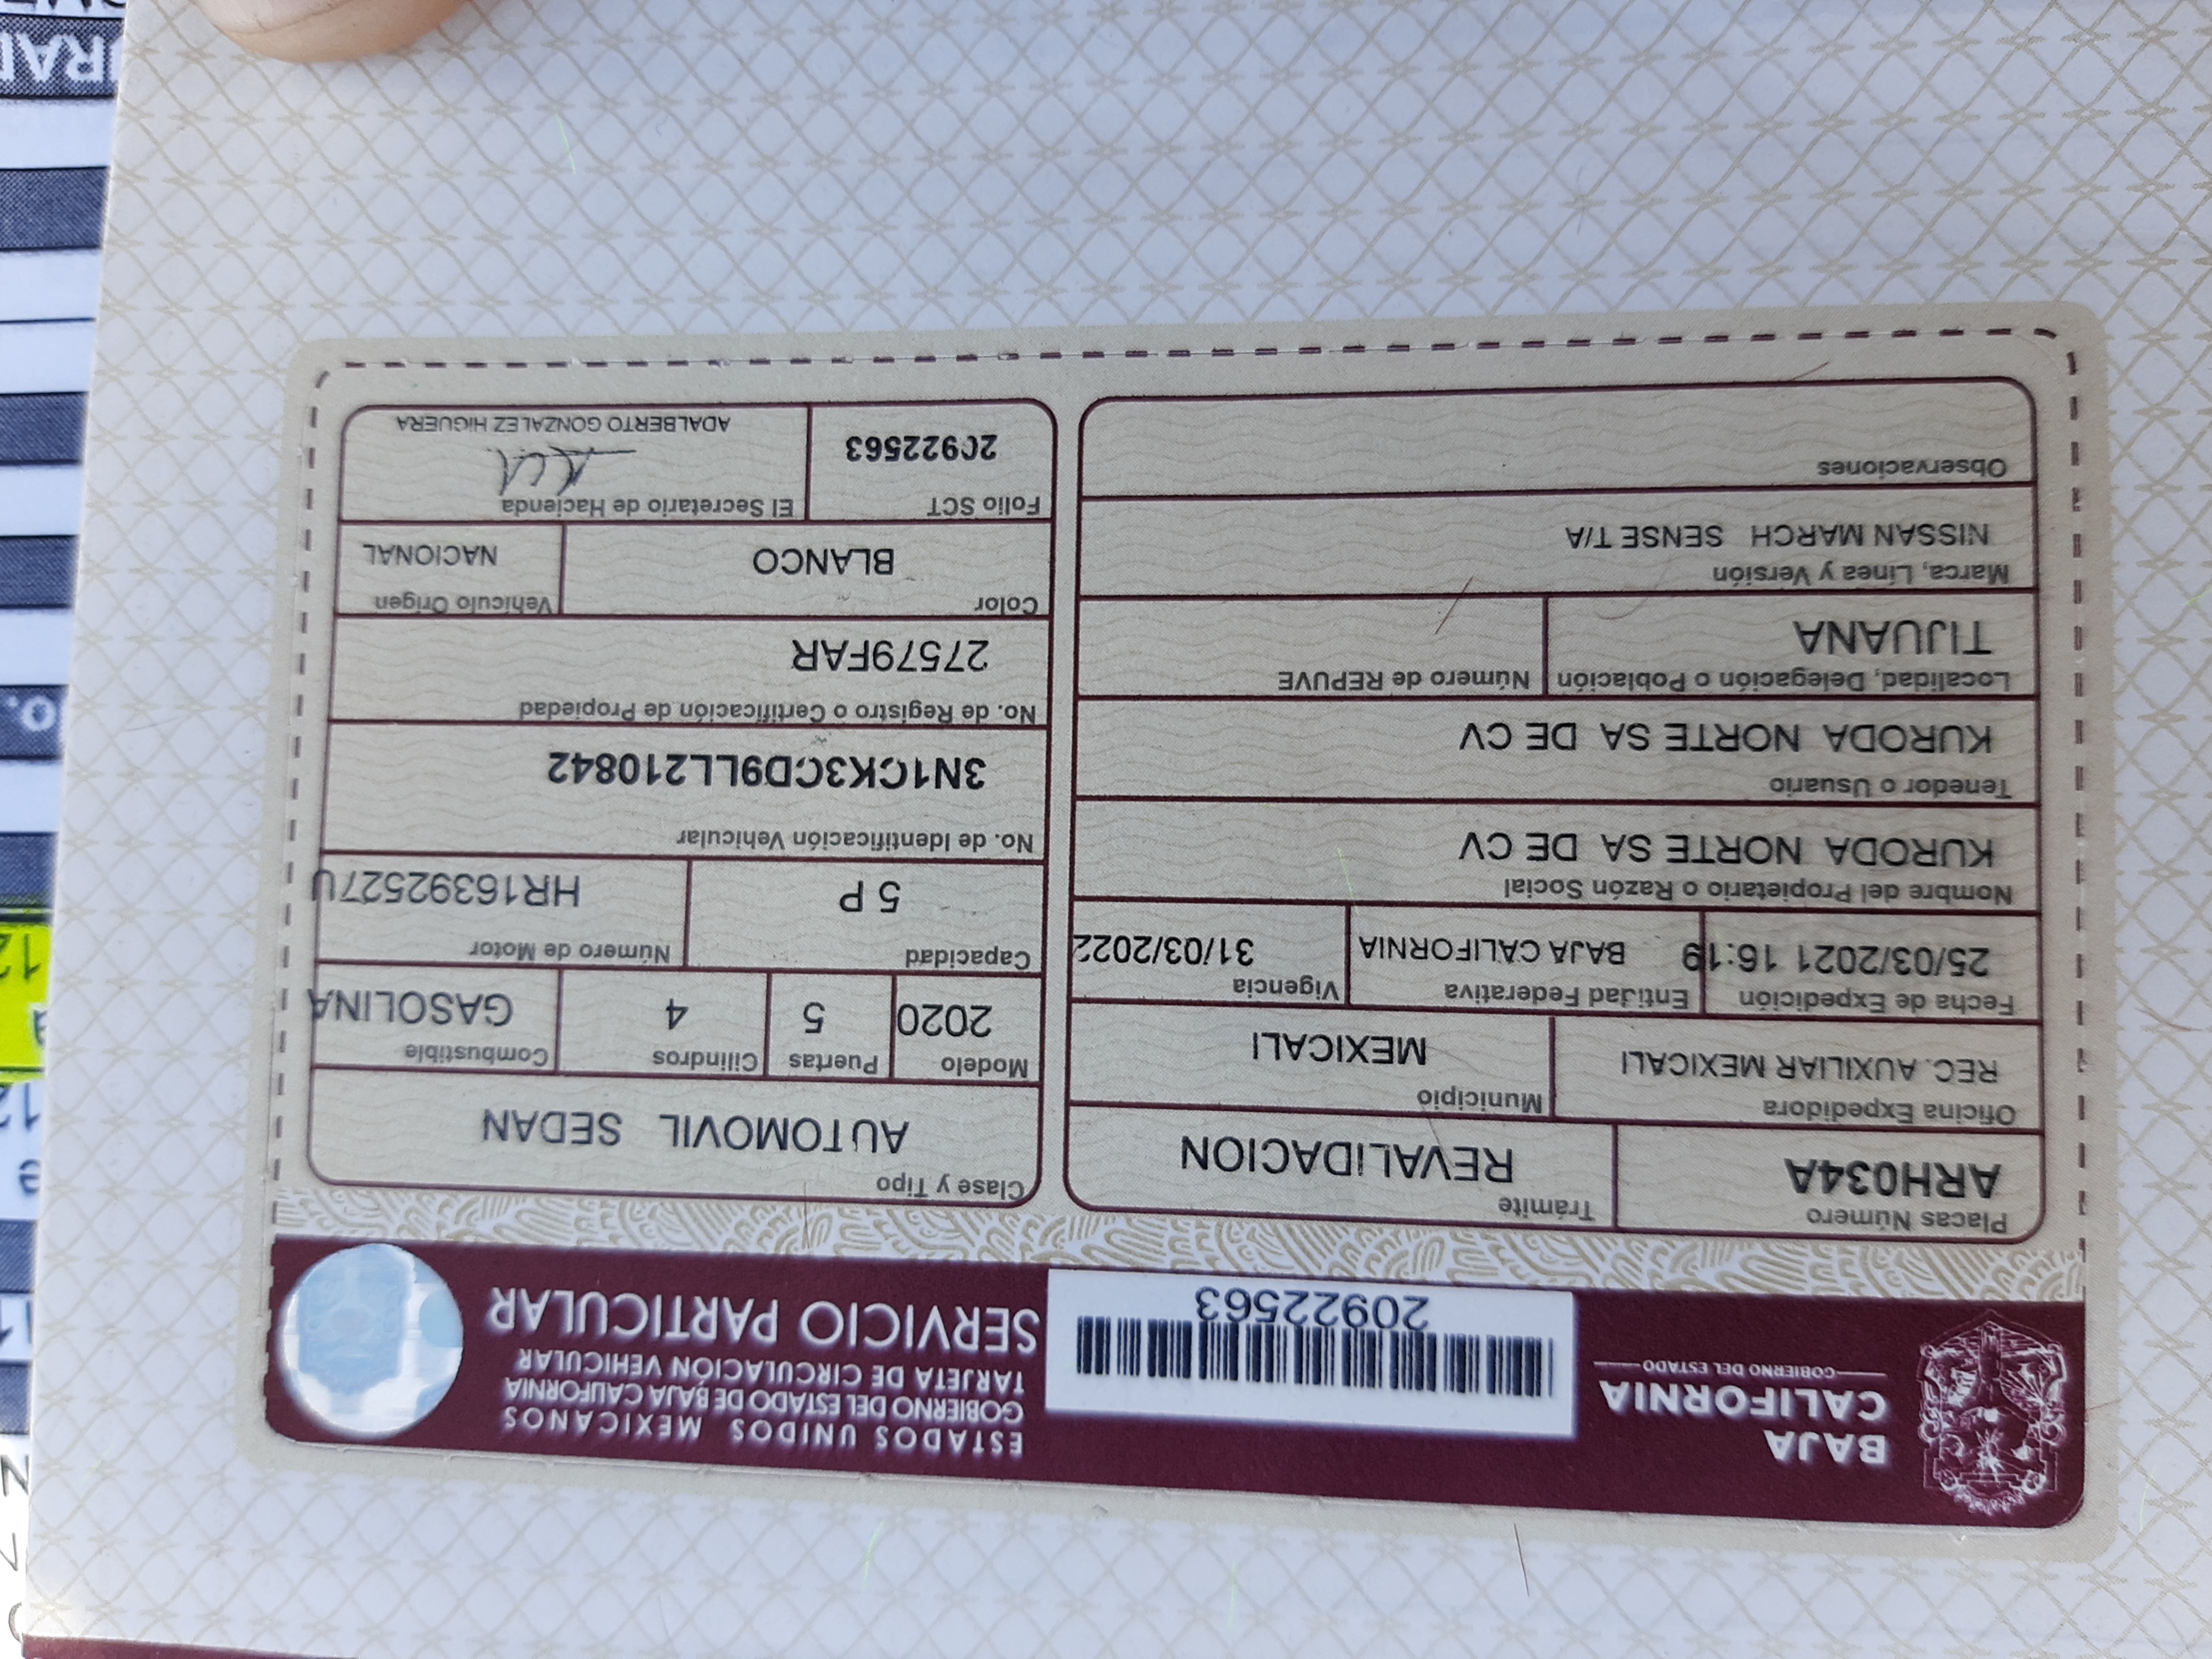 BAJA
CALIFORNIA
GOBIERNO DEL ESTADO
20922563
ESTADOS UNIDOS MEXICANOS
GOBIERNO DEL ESTADO DE BAJA CALIFORNIA
TARJETA DE CIRCULACIÓN VEHICULAR
SERVICIO PARTICULAR
Placas Número
ARH034A
Trámite
REVALIDACION
Oficina Expedidora
REC. AUXILIAR MEXICALI
Municipio
MEXICALI
Fecha de Expedición
25/03/2021 16:19
Entidad Federativa
BAJA CALIFORNIA
Vigencia
31/03/2022
Nombre del Propietario o Razón Social
KURODA NORTE SA DE CV
Tenedor o Usuario
KURODA NORTE SA DE CV
Localidad, Delegación o Población
TIJUANA
Número de REPUVE
Marca, Línea y Versión
NISSAN MARCH SENSE T/A
Observaciones
Clase y Tipo
AUTOMOVIL SEDAN
Modelo
2020
Puertas
5
Cilindros
4
Combustible
GASOLINA
Capacidad
5 P
Número de Motor
HR16392527U
No. de Identificación Vehicular
3N1CK3CD9LL210842
No. de Registro o Certificación de Propiedad
27579FAR
Color
BLANCO
Vehículo Origen
NACIONAL
Folio SCT
20922563
El Secretario de Hacienda
ADALBERTO GONZALEZ HIGUERA